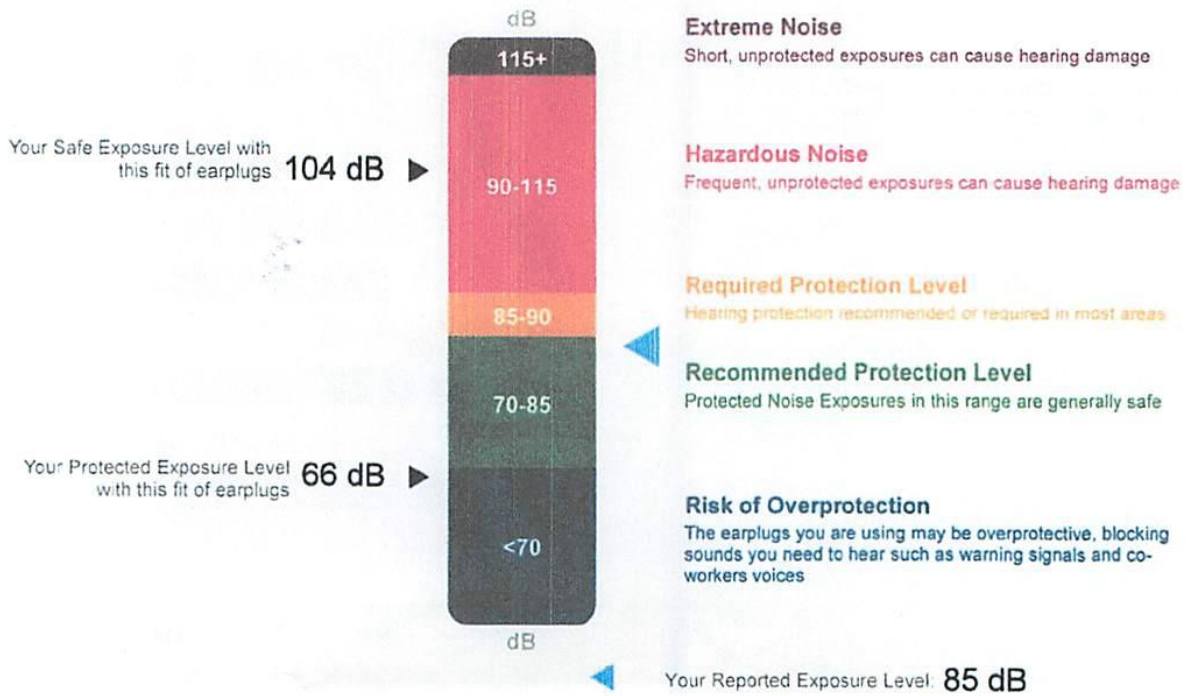 dB
115+
Extreme Noise
Short, unprotected exposures can cause hearing damage
Your Safe Exposure Level with
this fit of earplugs 104 dB
90-115
Hazardous Noise
Frequent, unprotected exposures can cause hearing damage
85-90
Required Protection Level
Hearing protection recommended or required in most areas
70-85
Recommended Protection Level
Protected Noise Exposures in this range are generally safe
Your Protected Exposure Level
with this fit of earplugs 66 dB
<70
Risk of Overprotection
The earplugs you are using may be overprotective, blocking
sounds you need to hear such as warning signals and co-
workers voices
dB
Your Reported Exposure Level: 85 dB